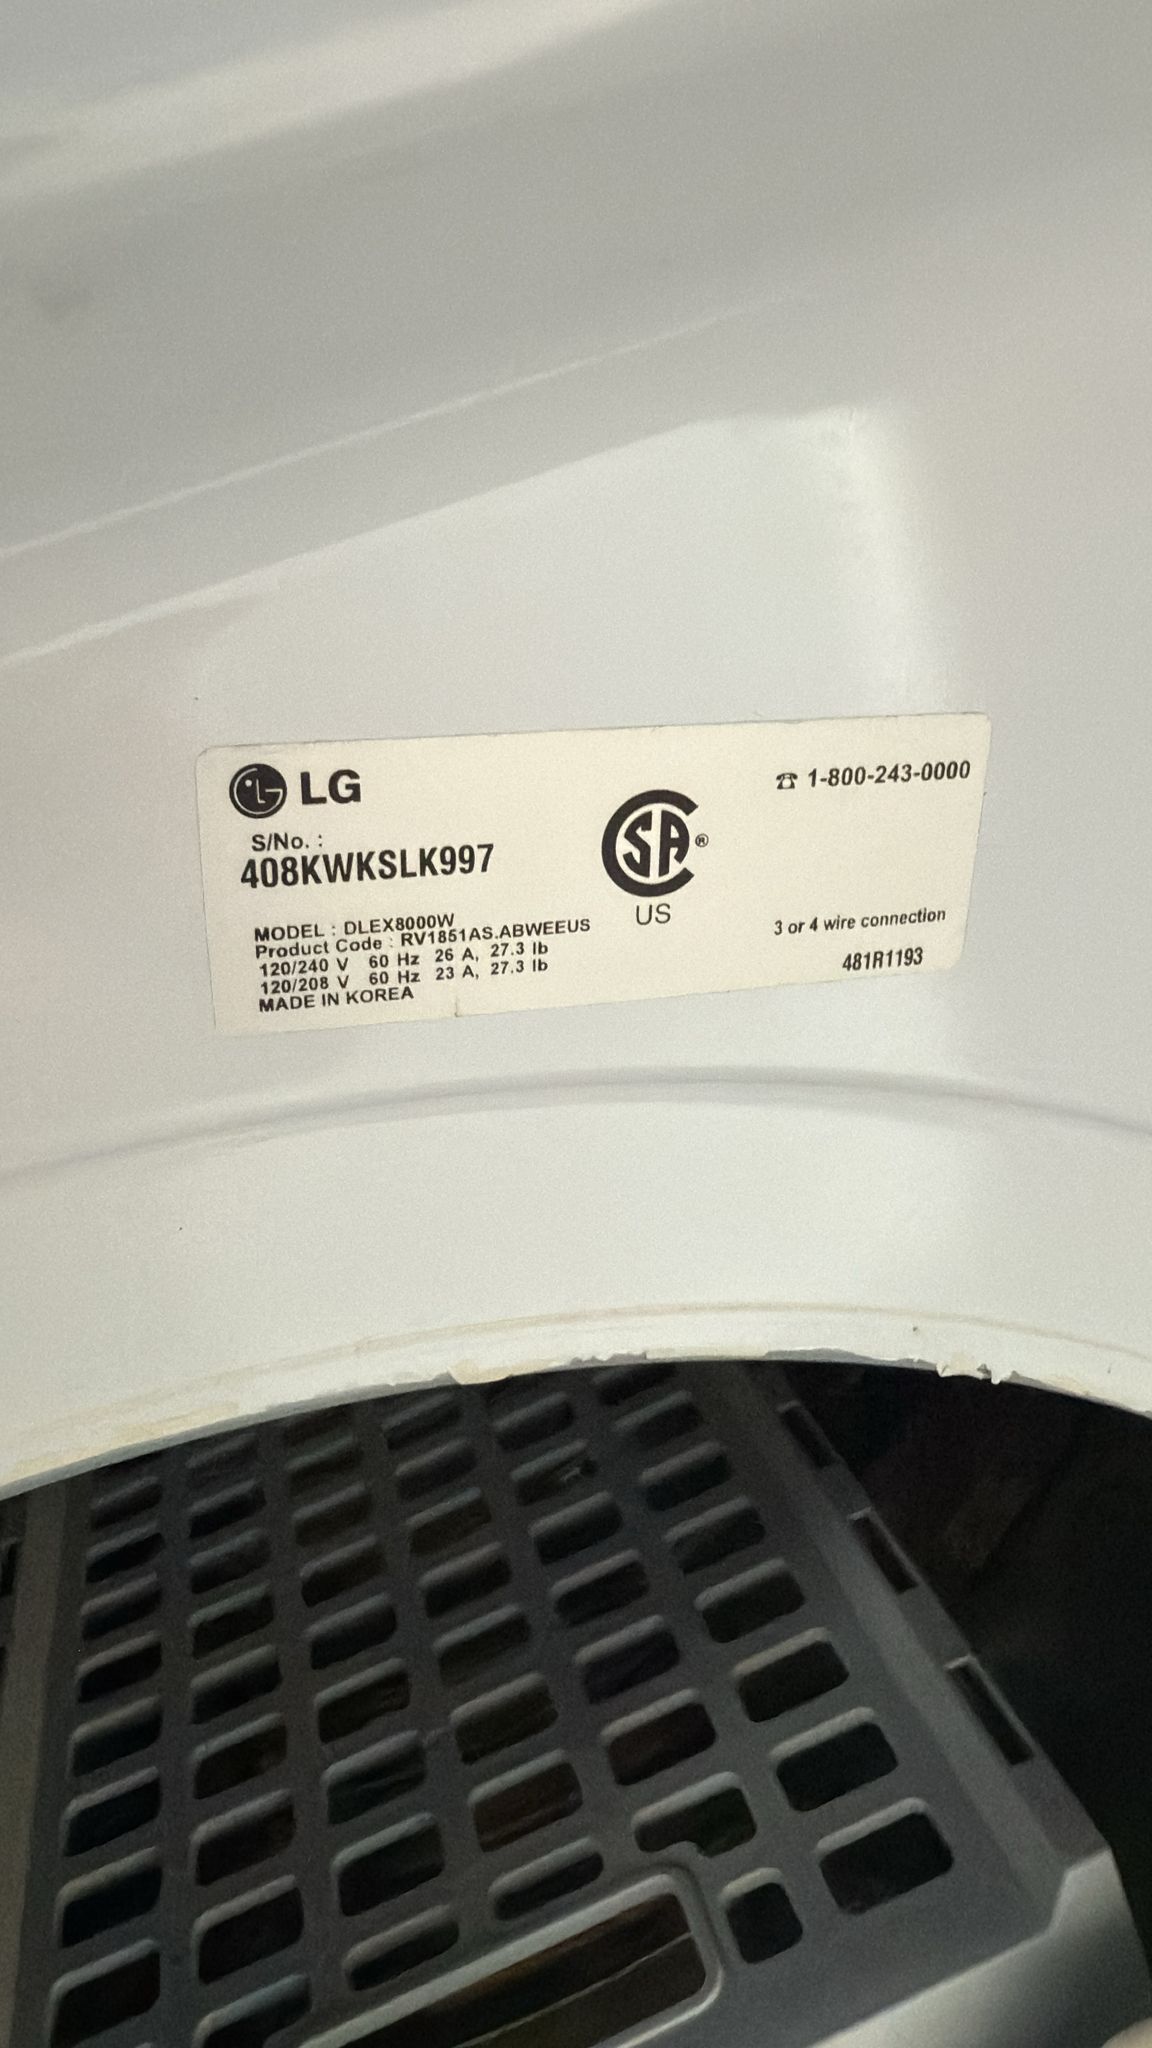 LG
1-800-243-0000
S/No. :
408KWKSLK997
SA ®
US
MODEL : DLEX8000W
Product Code : RV1851AS.ABWEEUS
120/240 V 60 Hz 26 A, 27.3 lb
120/208 V 60 Hz 23 A, 27.3 lb
MADE IN KOREA
3 or 4 wire connection
481R1193